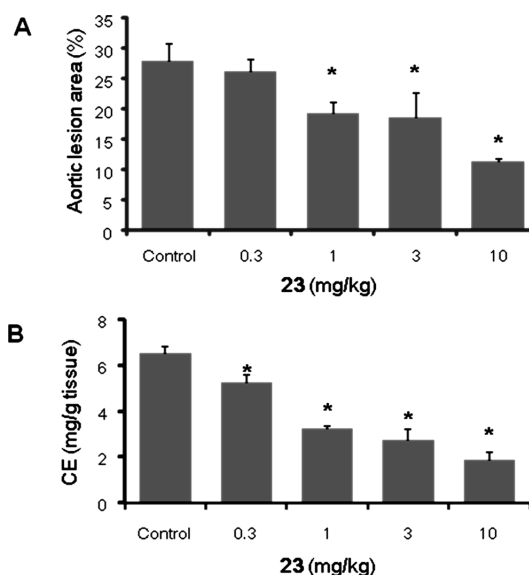 A
Aortic lesion area (%)
35
30
25
20
15
10
5
0
*
*
*
Control 0.3 1 3 10
23 (mg/kg)
B
CE (mg/g tissue)
8
6
4
2
0
*
*
*
*
Control 0.3 1 3 10
23 (mg/kg)